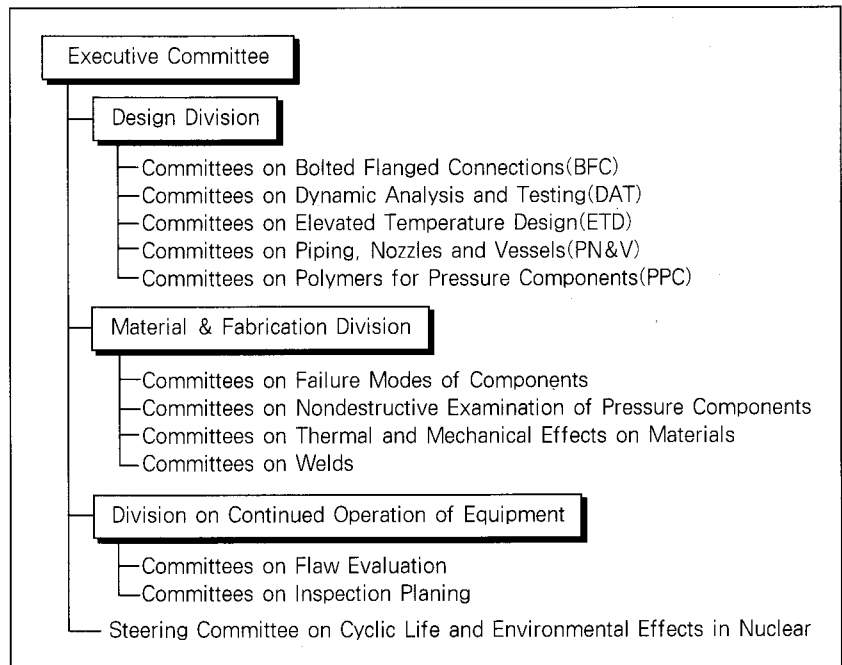 Executive Committee
Design Division
Committees on Bolted Flanged Connections(BFC)
Committees on Dynamic Analysis and Testing(DAT)
Committees on Elevated Temperature Design(ETD)
Committees on Piping, Nozzles and Vessels(PN&V)
Committees on Polymers for Pressure Components(PPC)
Material & Fabrication Division
Committees on Failure Modes of Components
Committees on Nondestructive Examination of Pressure Components
Committees on Thermal and Mechanical Effects on Materials
Committees on Welds
Division on Continued Operation of Equipment
Committees on Flaw Evaluation
Committees on Inspection Planing
Steering Committee on Cyclic Life and Environmental Effects in Nuclear